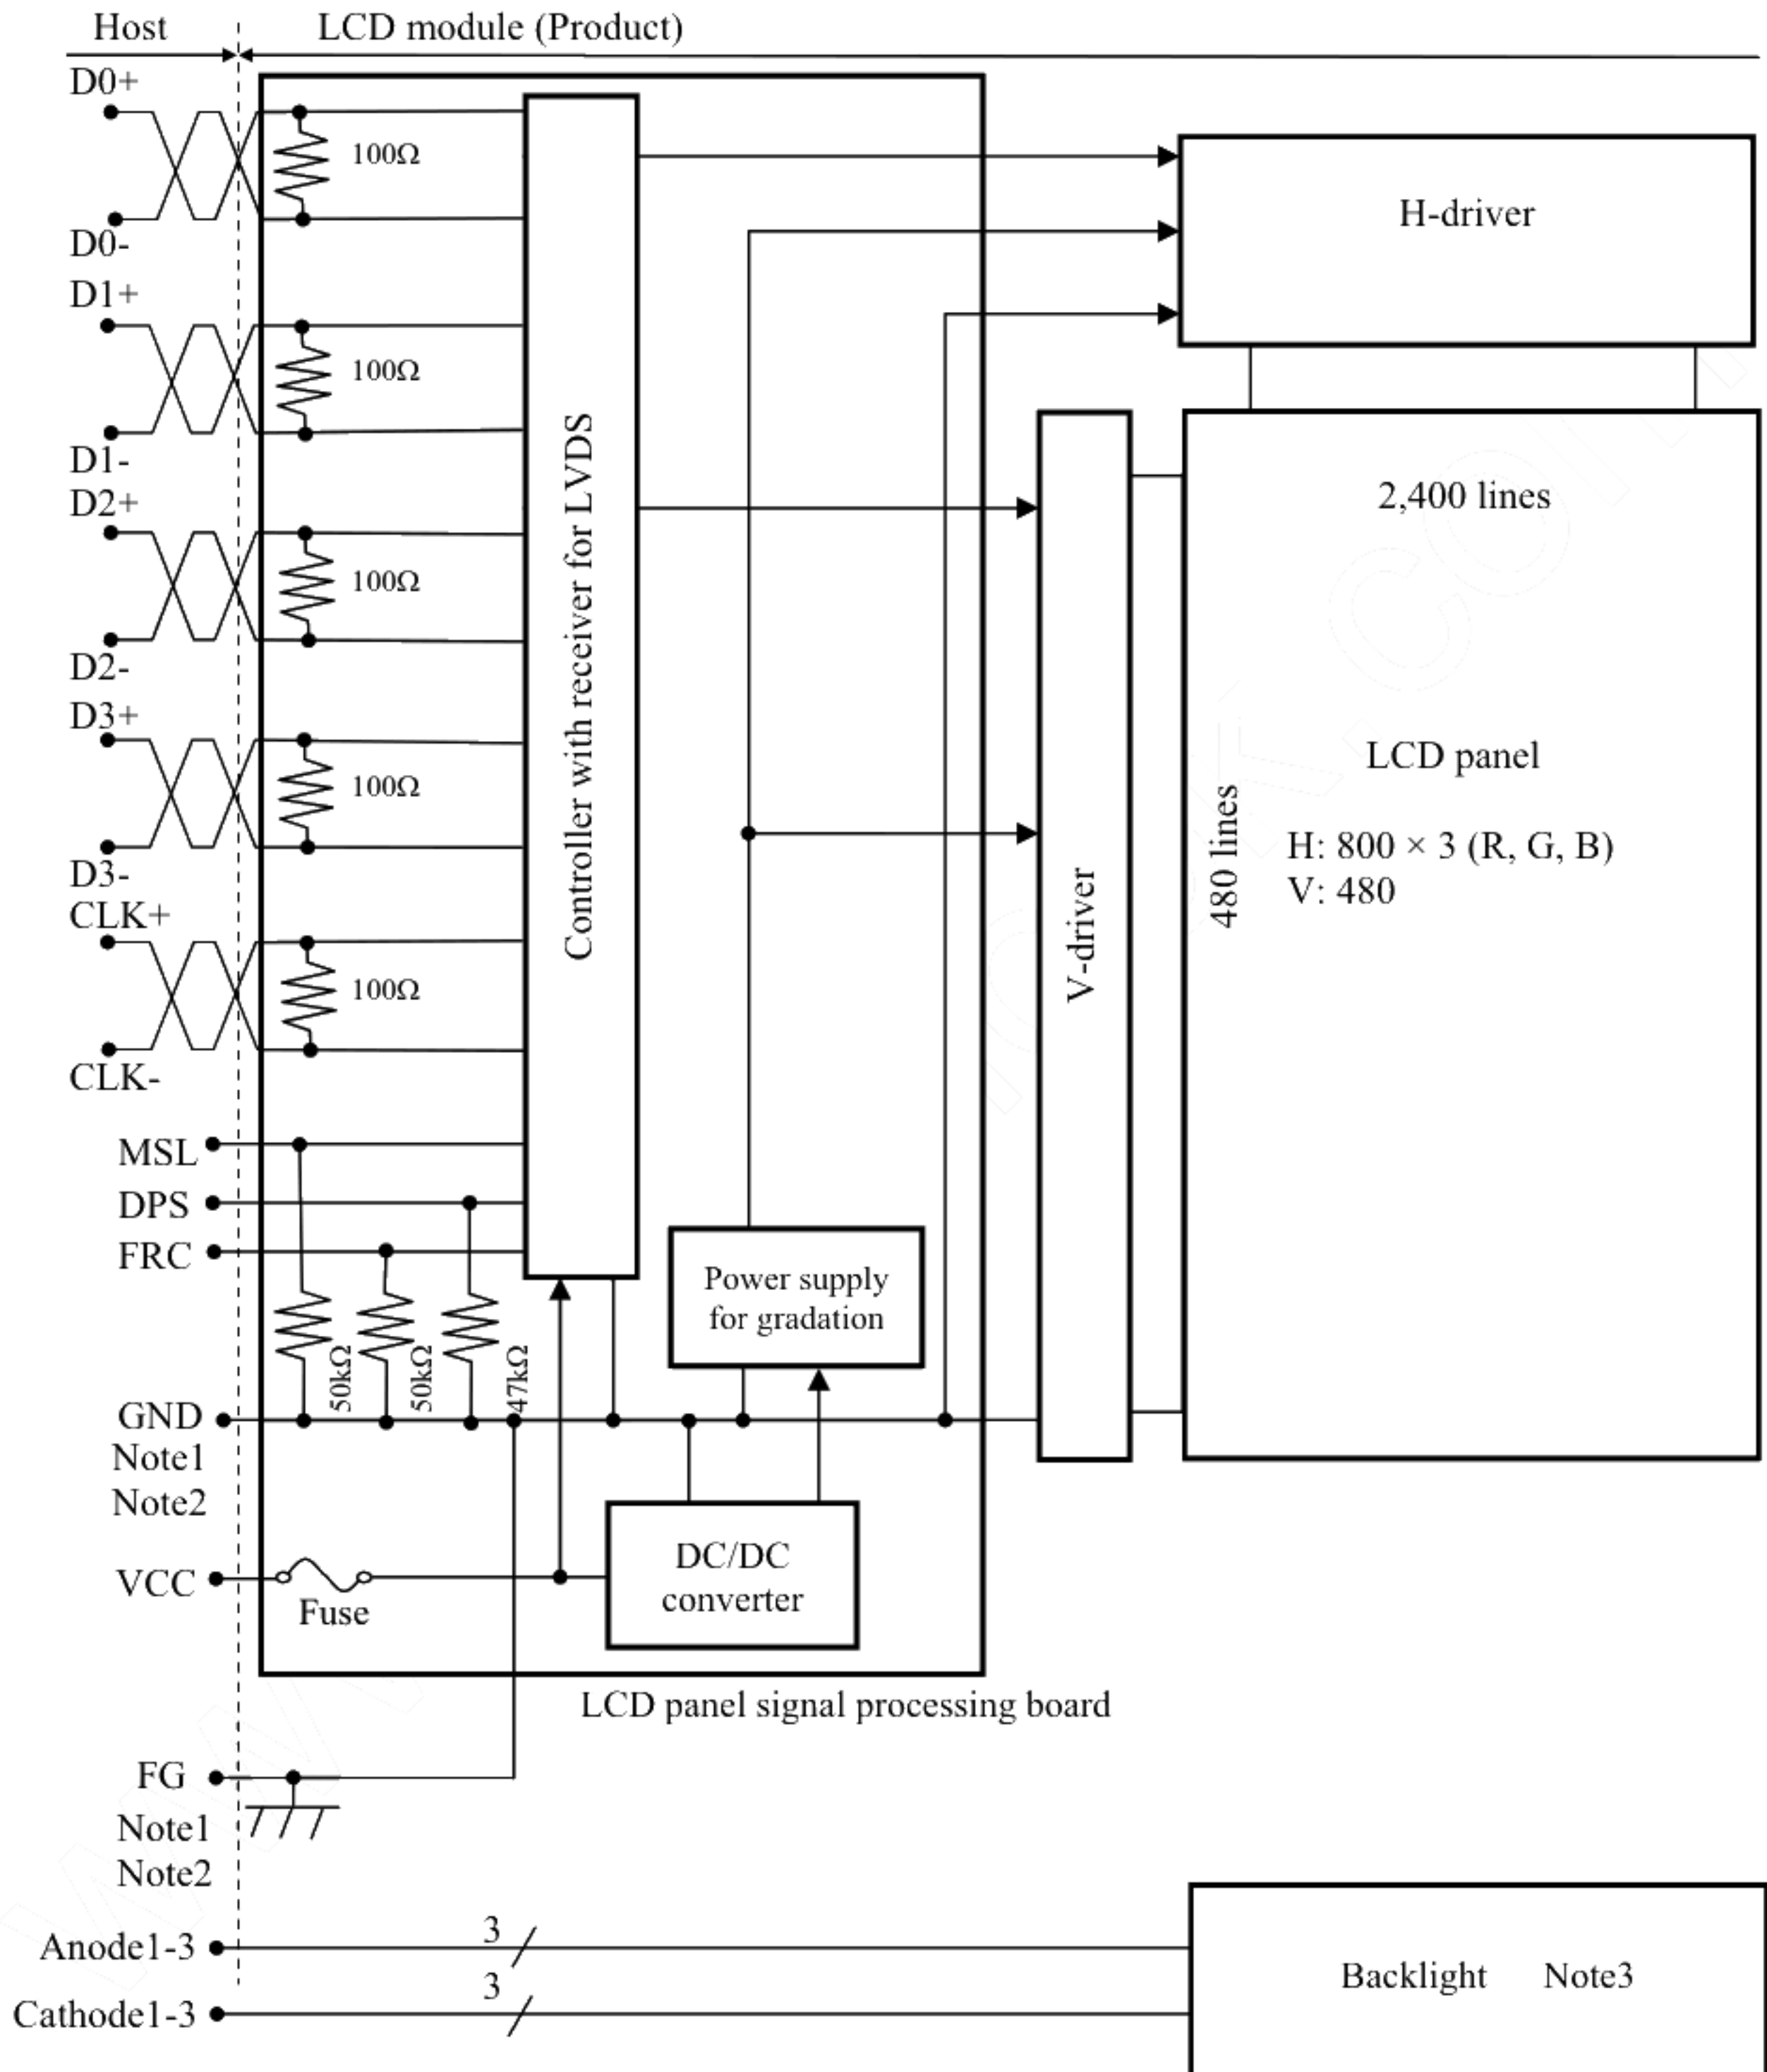 Host
LCD module (Product)
D0+
100Ω
D0-
D1+
100Ω
D1-
D2+
100Ω
D2-
D3+
100Ω
D3-
CLK+
100Ω
CLK-
MSL
DPS
FRC
50kΩ
50kΩ
47kΩ
GND
Note1
Note2
VCC
Fuse
Controller with receiver for LVDS
Power supply
for gradation
DC/DC
converter
LCD panel signal processing board
H-driver
V-driver
2,400 lines
480 lines
LCD panel
H: 800 × 3 (R, G, B)
V: 480
FG
Note1
Note2
Anode1-3
3
Cathode1-3
3
Backlight Note3